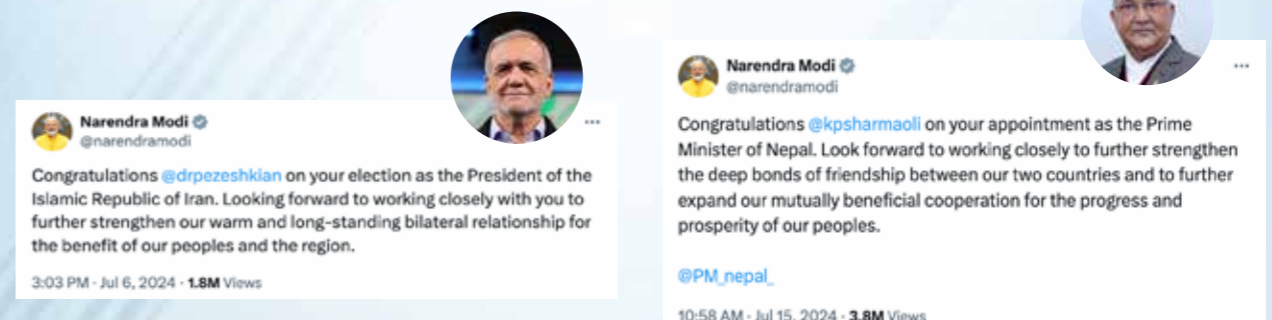 Narendra Modi
@narendramodi
Congratulations @drpezeshkian on your election as the President of the
Islamic Republic of Iran. Looking forward to working closely with you to
further strengthen our warm and long-standing bilateral relationship for
the benefit of our peoples and the region.
3:03 PM · Jul 6, 2024 · 1.8M Views
Narendra Modi
@narendramodi
Congratulations @kpsharmaoli on your appointment as the Prime
Minister of Nepal. Look forward to working closely to further strengthen
the deep bonds of friendship between our two countries and to further
expand our mutually beneficial cooperation for the progress and
prosperity of our peoples.
@PM_nepal_
10:58 AM · Jul 15, 2024 · 3.8M Views